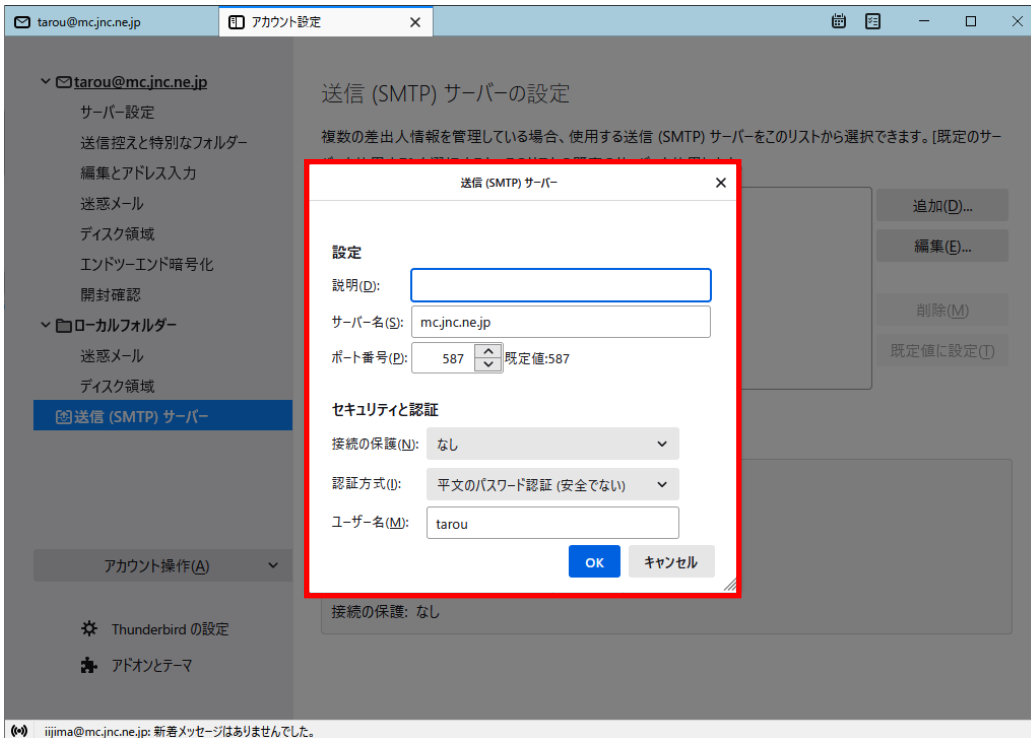 tarou@mc.jnc.ne.jp
アカウント設定
tarou@mc.jnc.ne.jp
サーバー設定
送信控えと特別なフォルダー
編集とアドレス入力
迷惑メール
ディスク領域
エンドツーエンド暗号化
開封確認
ローカルフォルダー
迷惑メール
ディスク領域
送信 (SMTP) サーバー
アカウント操作(A)
Thunderbird の設定
アドオンとテーマ
送信 (SMTP) サーバーの設定
複数の差出人情報を管理している場合、使用する送信 (SMTP) サーバーをこのリストから選択できます。[既定のサー
追加(D)...
編集(E)...
削除(M)
既定値に設定(T)
送信 (SMTP) サーバー
設定
説明(D):
サーバー名(S): mc.jnc.ne.jp
ポート番号(P): 587 既定値:587
セキュリティと認証
接続の保護(N): なし
認証方式(I): 平文のパスワード認証 (安全でない)
ユーザー名(M): tarou
OK キャンセル
接続の保護: なし
iijima@mc.jnc.ne.jp: 新着メッセージはありませんでした。